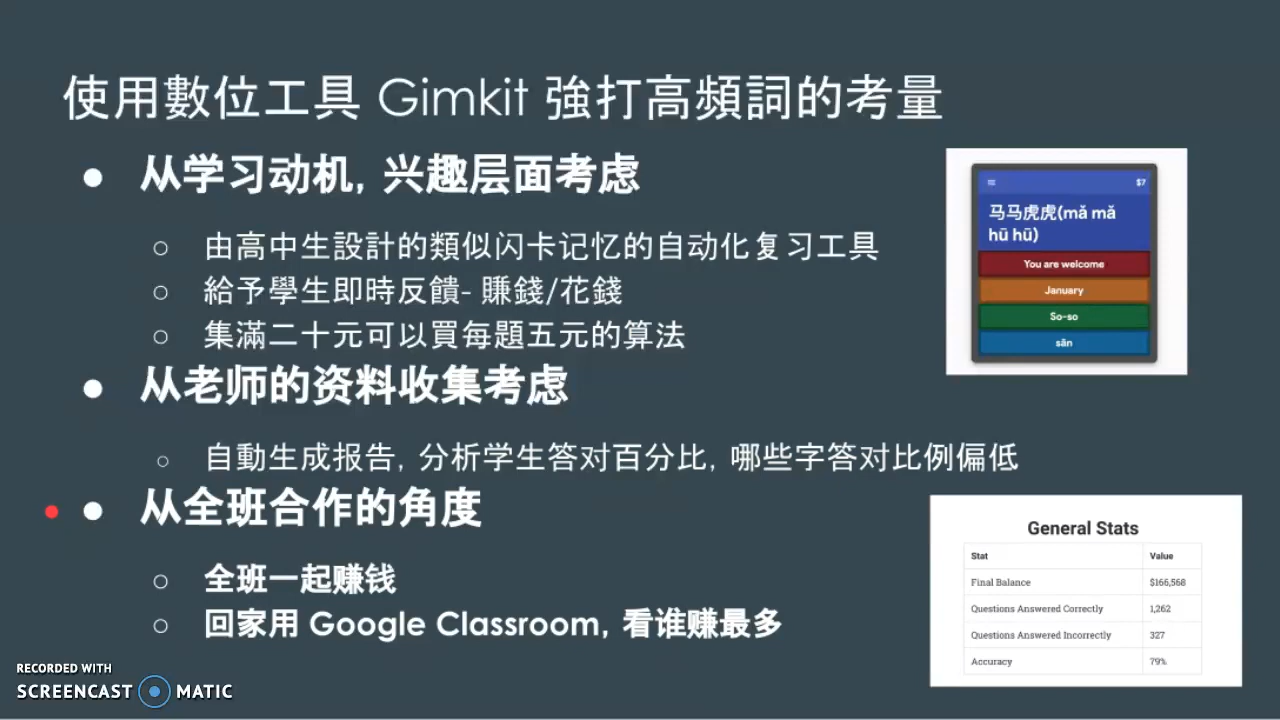 使用數位工具 Gimkit 強打高頻詞的考量
● 从学习动机, 兴趣层面考虑
○ 由高中生設計的類似闪卡记忆的自动化复习工具
○ 給予學生即時反饋- 賺錢/花錢
○ 集滿二十元可以買每題五元的算法
● 从老师的资料收集考虑
○ 自動生成报告, 分析学生答对百分比, 哪些字答对比例偏低
● 从全班合作的角度
○ 全班一起赚钱
○ 回家用 Google Classroom, 看谁赚最多
$7
马马虎虎(mǎ mǎ
hū hū)
You are welcome
January
So-so
sān
General Stats
Stat Value
Final Balance $166,568
Questions Answered Correctly 1,262
Questions Answered Incorrectly 327
Accuracy 79%
RECORDED WITH
SCREENCAST MATIC